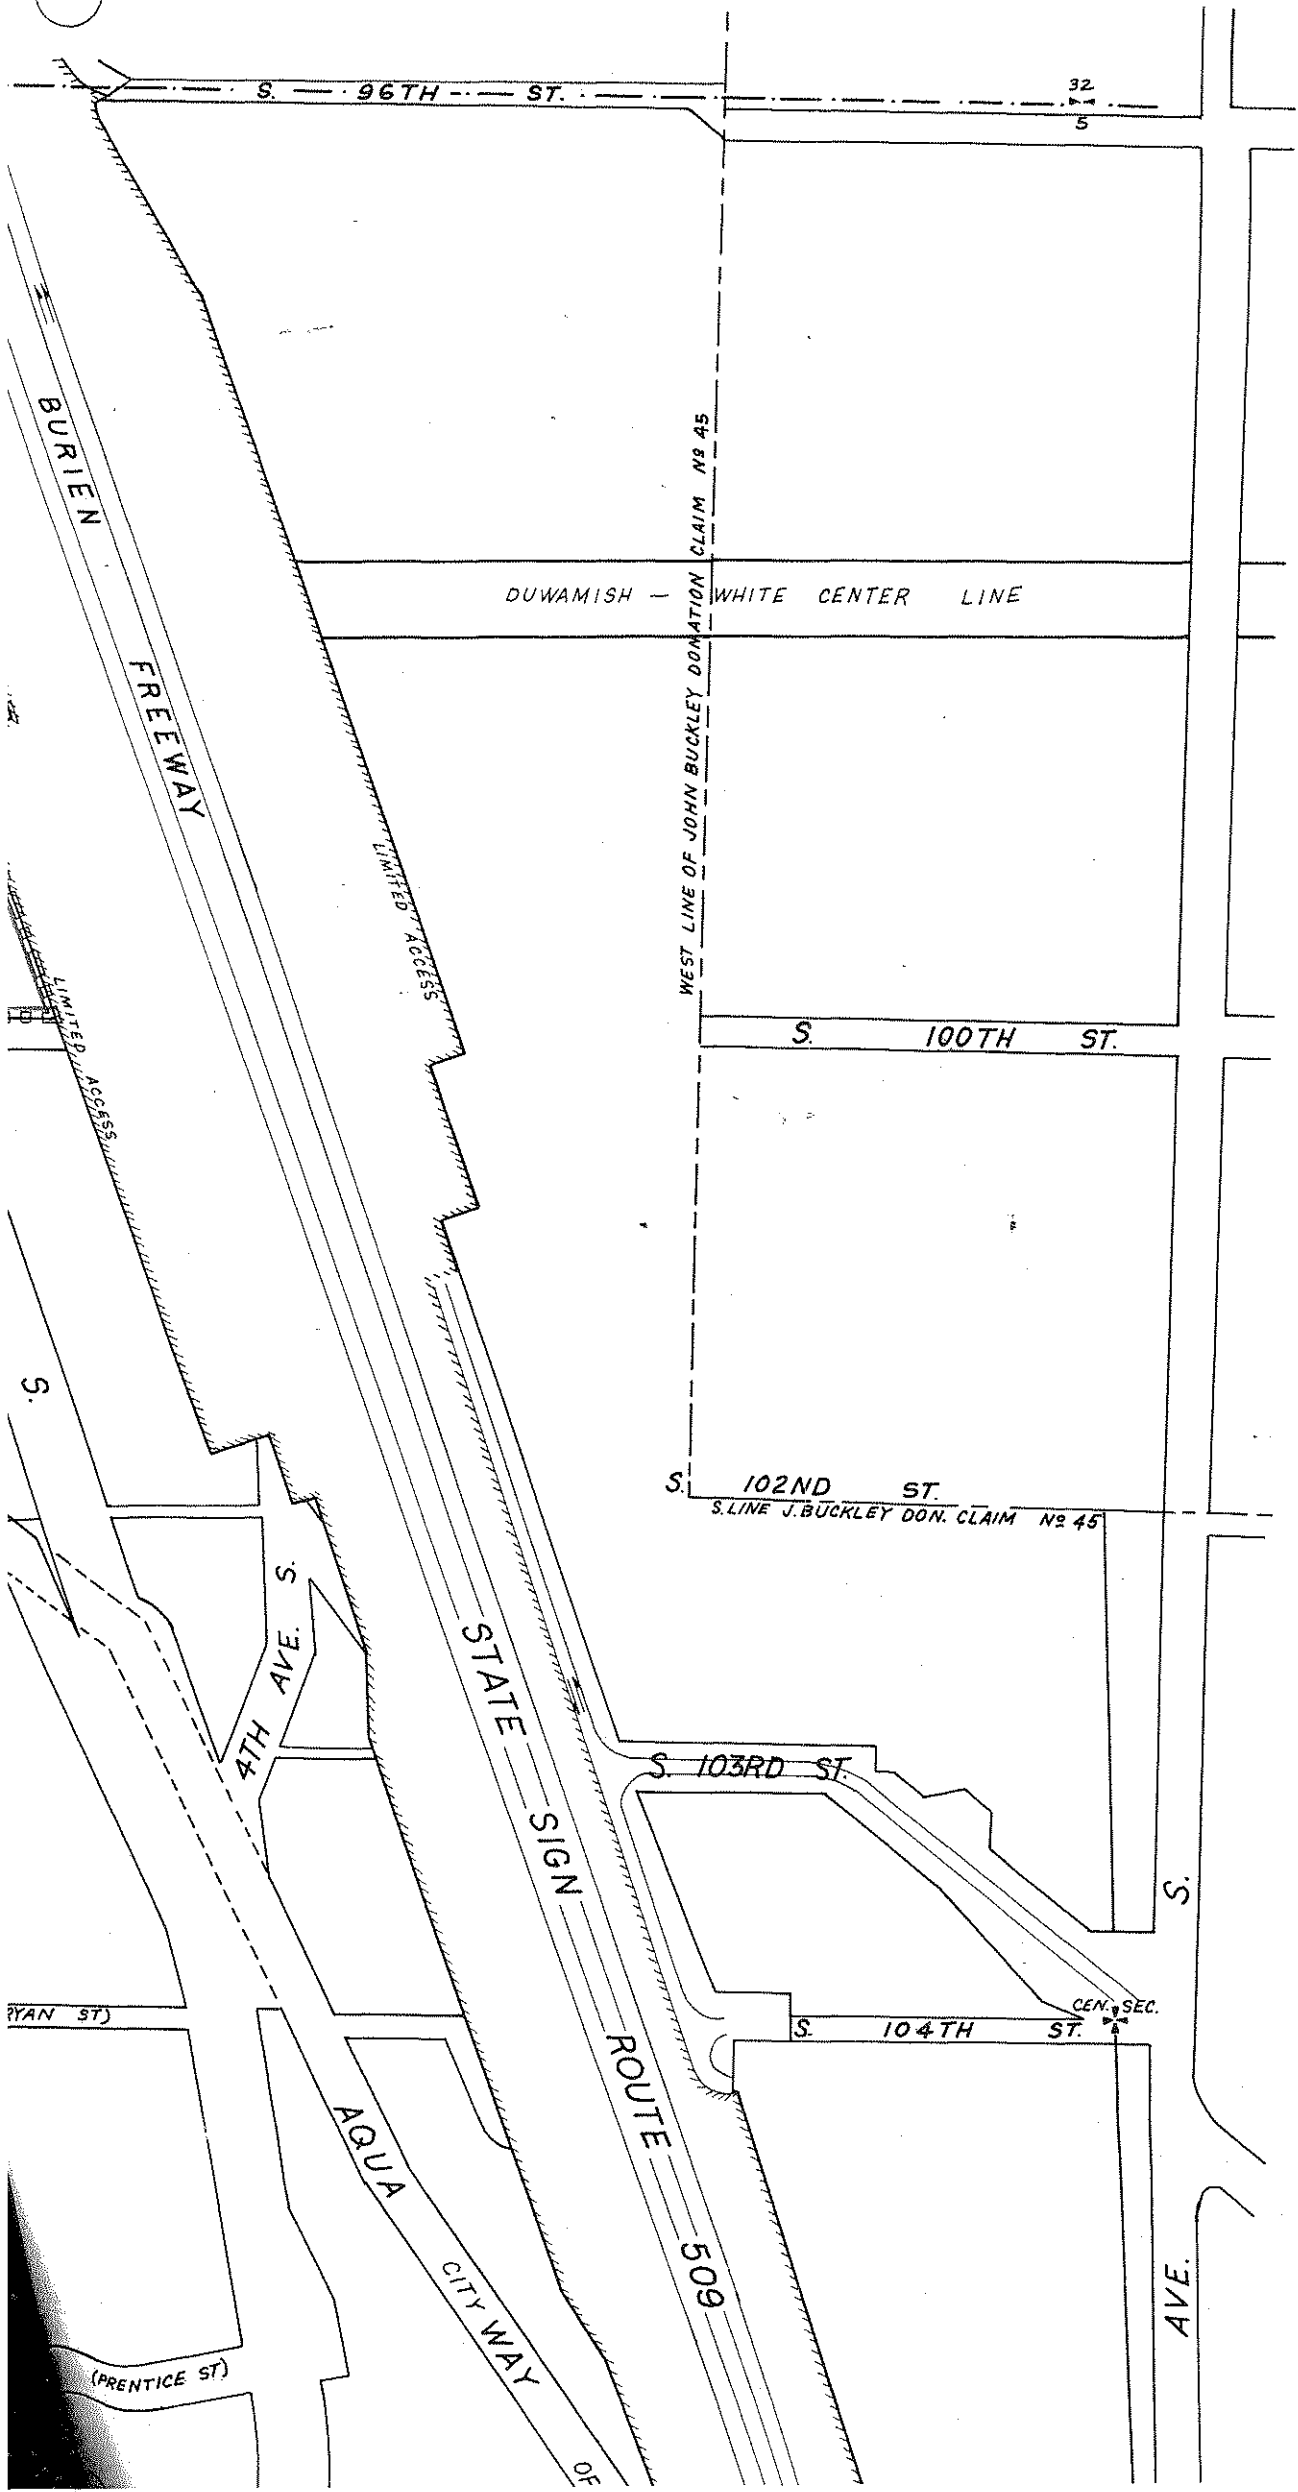 S. 96TH ST.
32
5
BURIEN FREEWAY
WEST LINE OF JOHN BUCKLEY DONATION CLAIM Nº 45
DUWAMISH — WHITE CENTER LINE
LIMITED ACCESS
LIMITED ACCESS
S. 100TH ST.
S.
S. 102ND ST.
S. LINE J. BUCKLEY DON. CLAIM Nº 45
4TH AVE. S.
STATE SIGN ROUTE 509
S. 103RD ST.
S.
CEN. SEC.
S. 104TH ST.
RYAN ST)
AQUA
CITY WAY
OF
AVE.
(PRENTICE ST)